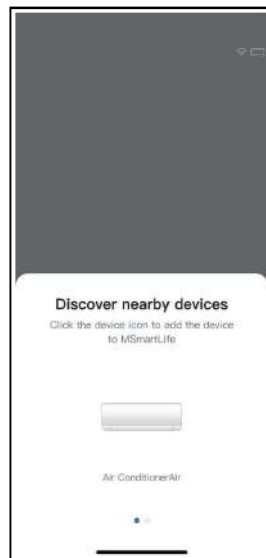 Discover nearby devices
Click the device icon to add the device
to MSmartLife
Air ConditionerAir